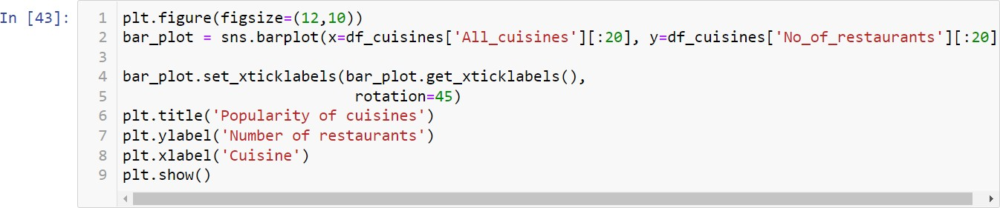 In [43]:
1 plt.figure(figsize=(12,10))
2 bar_plot = sns.barplot(x=df_cuisines['All_cuisines'][:20], y=df_cuisines['No_of_restaurants'][:20]
3
4 bar_plot.set_xticklabels(bar_plot.get_xticklabels(),
5                          rotation=45)
6 plt.title('Popularity of cuisines')
7 plt.ylabel('Number of restaurants')
8 plt.xlabel('Cuisine')
9 plt.show()